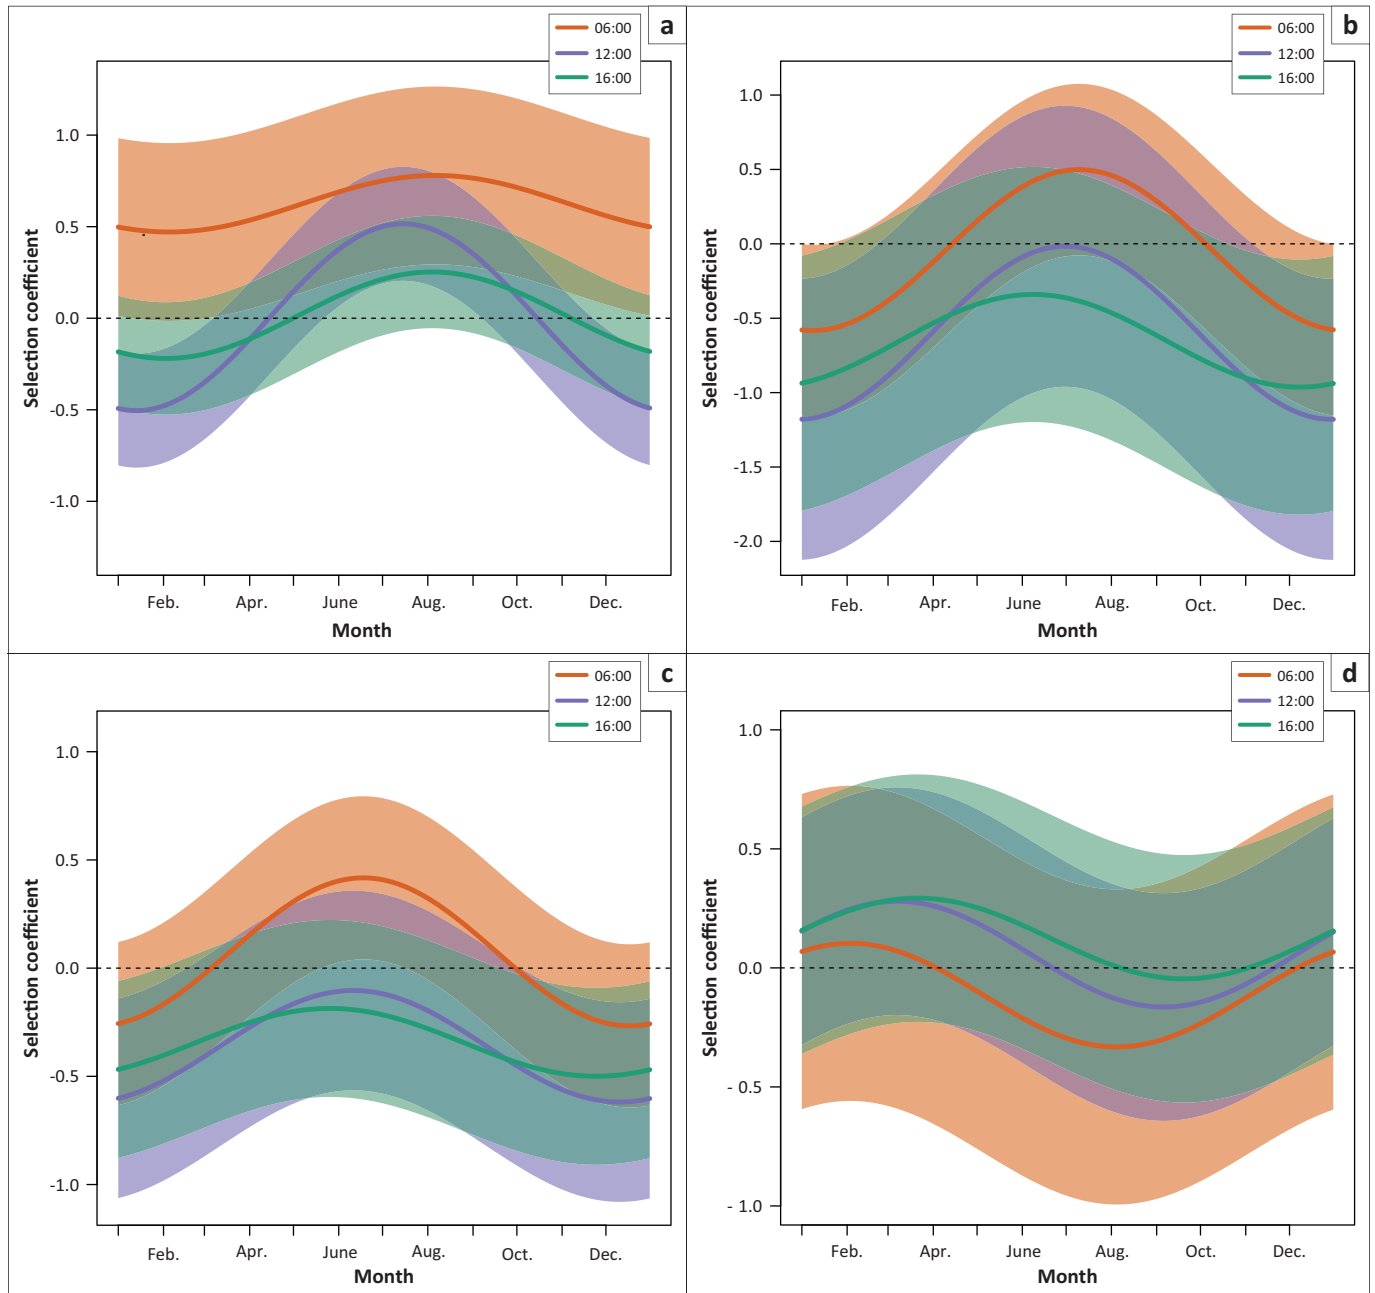 a
06:00
12:00
16:00
1.0
0.5
0.0
-0.5
-1.0
Selection coefficient
Feb. Apr. June Aug. Oct. Dec.
Month
b
06:00
12:00
16:00
1.0
0.5
0.0
-0.5
-1.0
-1.5
-2.0
Selection coefficient
Feb. Apr. June Aug. Oct. Dec.
Month
c
06:00
12:00
16:00
1.0
0.5
0.0
-0.5
-1.0
Selection coefficient
Feb. Apr. June Aug. Oct. Dec.
Month
d
06:00
12:00
16:00
1.0
0.5
0.0
- 0.5
- 1.0
Selection coefficient
Feb. Apr. June Aug. Oct. Dec.
Month